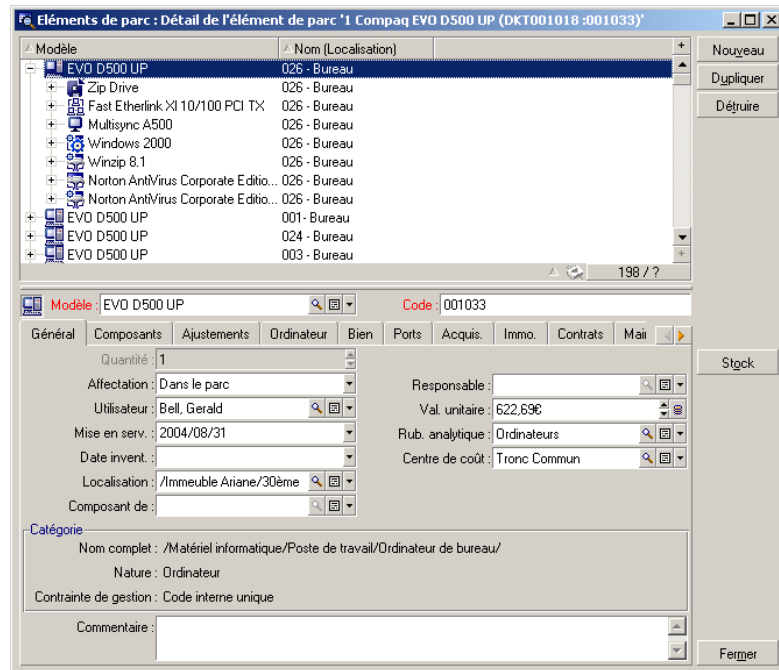 Eléments de parc : Détail de l'élément de parc '1 Compaq EVO D500 UP (DKT001018 :001033)'
Modèle Nom (Localisation)
EVO D500 UP 026 - Bureau
Zip Drive 026 - Bureau
Fast Etherlink XI 10/100 PCI TX 026 - Bureau
Multisync A500 026 - Bureau
Windows 2000 026 - Bureau
Winzip 8.1 026 - Bureau
Norton AntiVirus Corporate Editio... 026 - Bureau
Norton AntiVirus Corporate Editio... 026 - Bureau
EVO D500 UP 001- Bureau
EVO D500 UP 024 - Bureau
EVO D500 UP 003 - Bureau
198 / ?
Nouveau
Dupliquer
Détruire
Modèle : EVO D500 UP Code : 001033
Général Composants Ajustements Ordinateur Bien Ports Acquis. Immo. Contrats Mail
Stock
Quantité : 1
Affectation : Dans le parc Responsable :
Utilisateur : Bell, Gerald Val. unitaire : 622,69€
Mise en serv. : 2004/08/31 Rub. analytique : Ordinateurs
Date invent. : Centre de coût : Tronc Commun
Localisation : /Immeuble Ariane/30ème
Composant de :
Catégorie
Nom complet : /Matériel informatique/Poste de travail/Ordinateur de bureau/
Nature : Ordinateur
Contrainte de gestion : Code interne unique
Commentaire :
Fermer